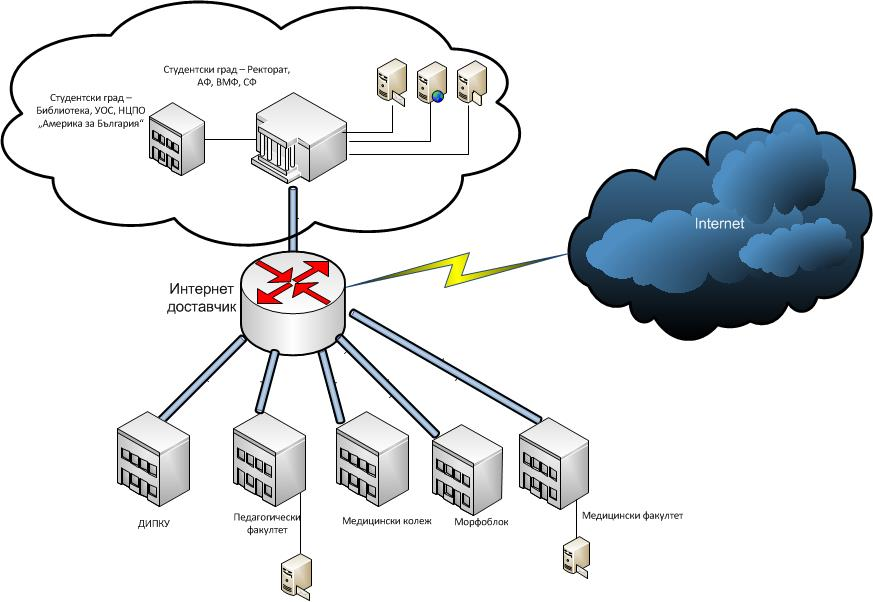 Студентски град – Ректорат,
АФ, ВМФ, СФ
Студентски град –
Библиотека, УОС, НЦПО
„Америка за България“
Internet
Интернет
доставчик
ДИПКУ
Педагогически
факултет
Медицински колеж
Морфоблок
Медицински факултет